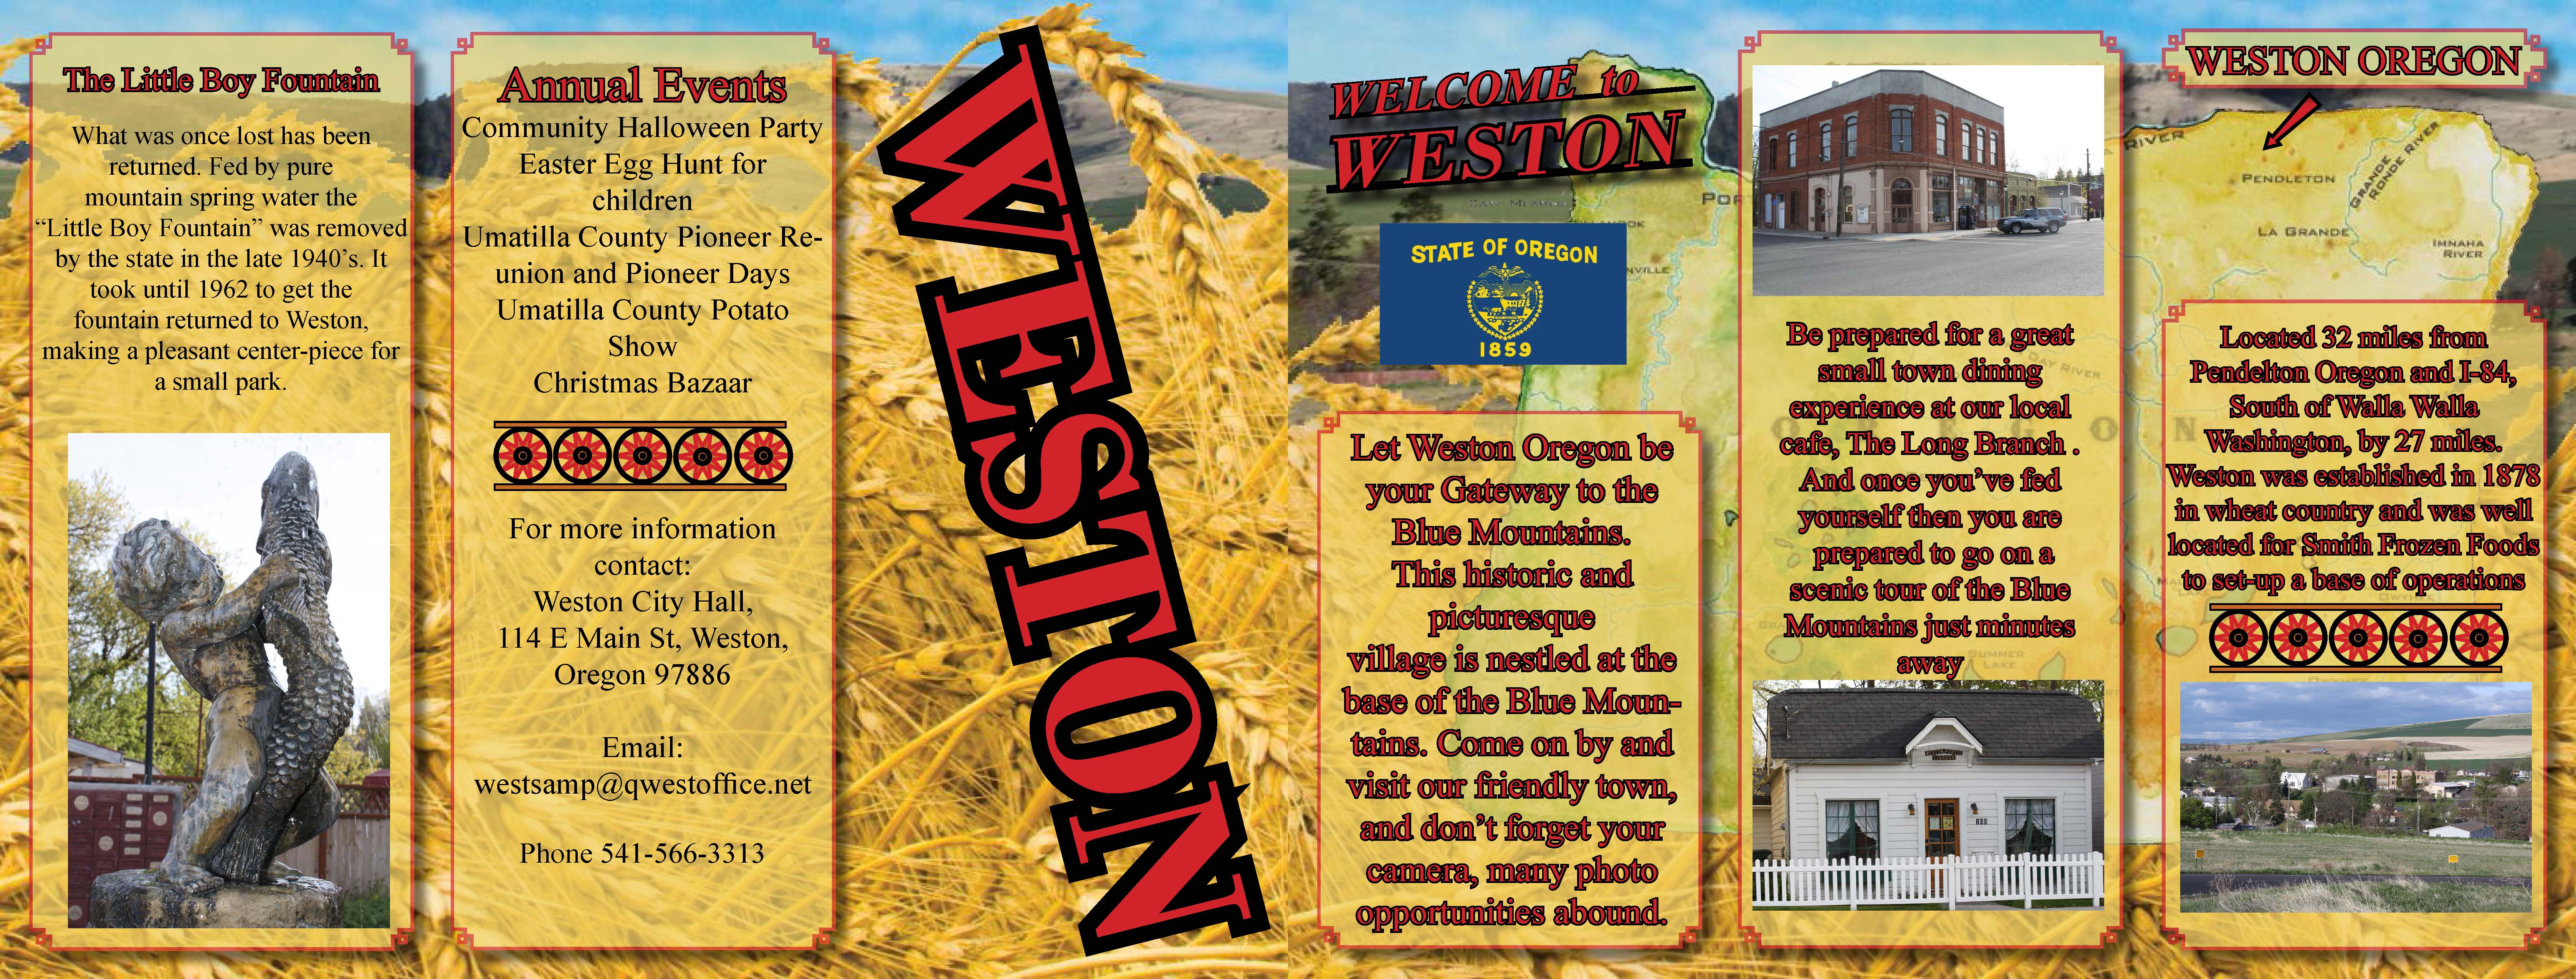 The Little Boy Fountain
What was once lost has been
returned. Fed by pure
mountain spring water the
“Little Boy Fountain” was removed
by the state in the late 1940’s. It
took until 1962 to get the
fountain returned to Weston,
making a pleasant center-piece for
a small park.
Annual Events
Community Halloween Party
Easter Egg Hunt for
children
Umatilla County Pioneer Re-
union and Pioneer Days
Umatilla County Potato
Show
Christmas Bazaar
For more information
contact:
Weston City Hall,
114 E Main St, Weston,
Oregon 97886
Email:
westsamp@qwestoffice.net
Phone 541-566-3313
WESTON
WELCOME to
WESTON
STATE OF OREGON
1859
Let Weston Oregon be
your Gateway to the
Blue Mountains.
This historic and
picturesque
village is nestled at the
base of the Blue Moun-
tains. Come on by and
visit our friendly town,
and don’t forget your
camera, many photo
opportunities abound.
Be prepared for a great
small town dining
experience at our local
cafe, The Long Branch .
And once you’ve fed
yourself then you are
prepared to go on a
scenic tour of the Blue
Mountains just minutes
away
SUMMER
LAKE
WESTON OREGON
RIVER
PENDLETON
GRANDE
RONDE RIVER
LA GRANDE
IMNAHA
RIVER
Located 32 miles from
Pendelton Oregon and I-84,
South of Walla Walla
Washington, by 27 miles.
Weston was established in 1878
in wheat country and was well
located for Smith Frozen Foods
to set-up a base of operations